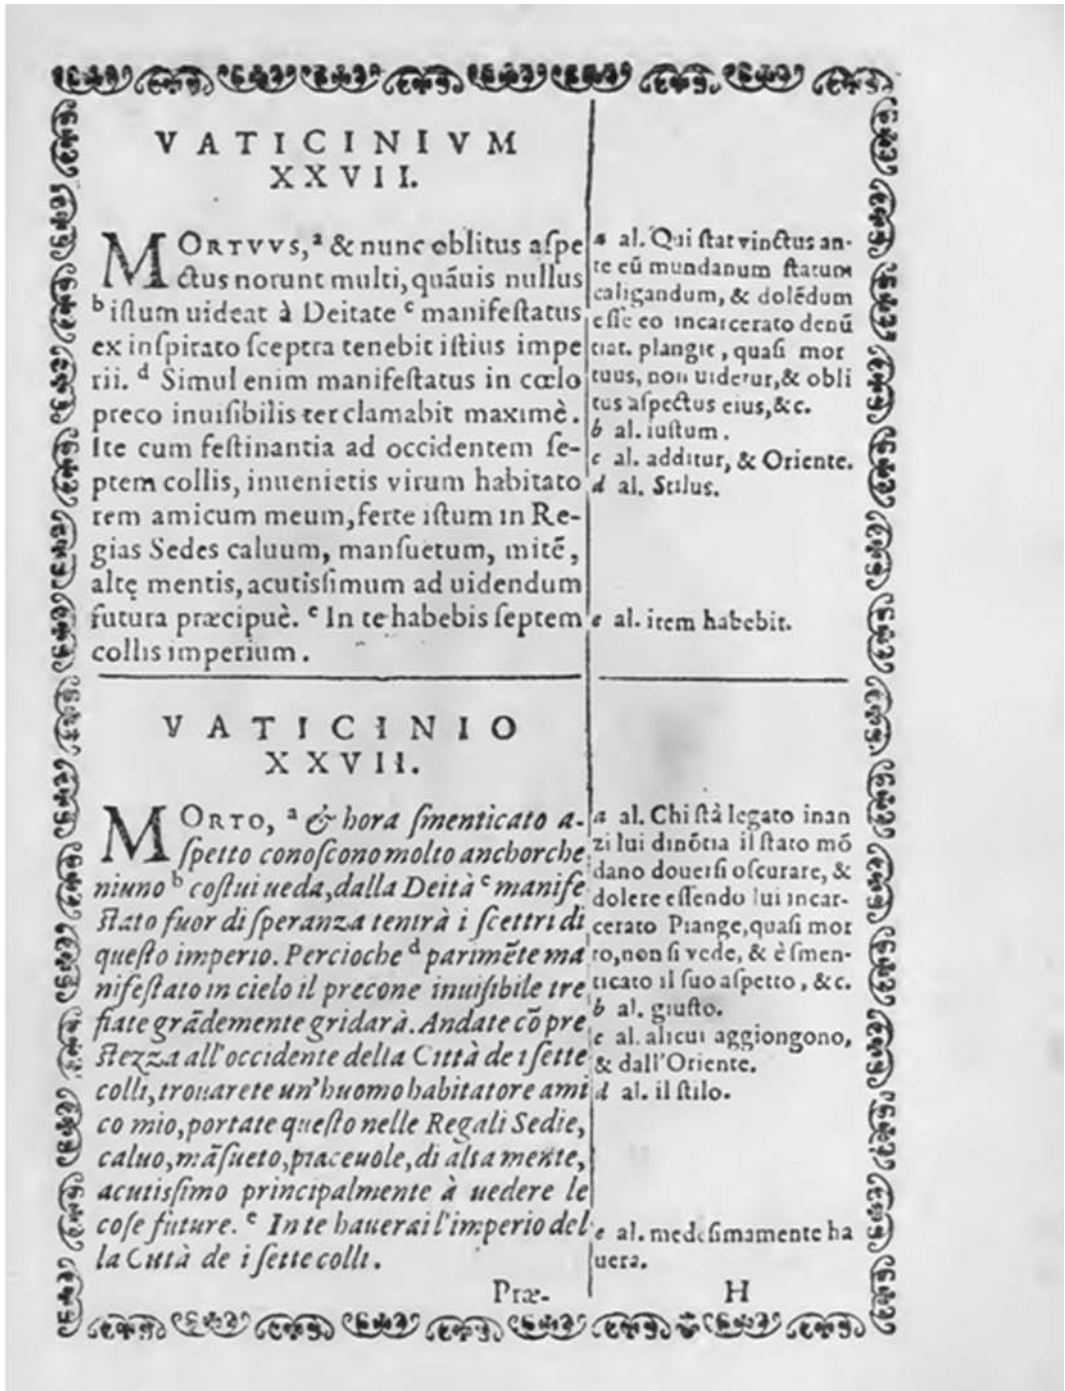 VATICINIVM
XXVII.
MORTVVS, a & nunc oblitus aſpe
ctus norunt multi, quãuis nullus
b iſtum uideat à Deitate c manifeſtatus
ex inſpirato ſceptra tenebit iſtius impe
rii. d Simul enim manifeſtatus in cœlo
preco inuiſibilis ter clamabit maximè.
Ite cum feſtinantia ad occidentem ſe-
ptem collis, inuenietis virum habitato
rem amicum meum, ferte iſtum in Re-
gias Sedes caluum, manſuetum, mitẽ,
altę mentis, acutiſſimum ad uidendum
futura præcipuè. e In te habebis ſeptem
collis imperium.
a al. Qui ſtat vinctus an-
te eũ mundanum ſtatum
caligandum, & dolẽdum
eſſe eo incarcerato denũ
ciat. plangit, quaſi mor
tuus, non uidetur, & obli
tus aſpectus eius, &c.
b al. iuſtum.
c al. additur, & Oriente.
d al. Stilus.
e al. item habebit.
VATICINIO
XXVII.
MORTO, a & hora ſmenticato a-
ſpetto conoſcono molto anchorche
niuno b coſtui ueda, dalla Deità c manife
ſtato fuor di ſperanza tenirà i ſcettri di
queſto imperio. Percioche d parimẽte ma
nifeſtato in cielo il precone inuiſibile tre
fiate grãdemente gridarà. Andate cõ pre
ſtezza all'occidente della Città de i ſette
colli, trouarete un'huomo habitatore ami
co mio, portate queſto nelle Regali Sedie,
caluo, mãſueto, piaceuole, di alta mente,
acutiſſimo principalmente à uedere le
coſe future. e In te hauerai l'imperio del
la Città de i ſette colli.
a al. Chi ſtà legato inan
zi lui dinõtia il ſtato mõ
dano douerſi oſcurare, &
dolere eſſendo lui incar-
cerato Piange, quaſi mor
to, non ſi vede, & è ſmen-
ticato il ſuo aſpetto, &c.
b al. giuſto.
c al. alicui aggiongono,
& dall'Oriente.
d al. il ſtilo.
e al. medeſimamente ha
uera.
Præ-
H